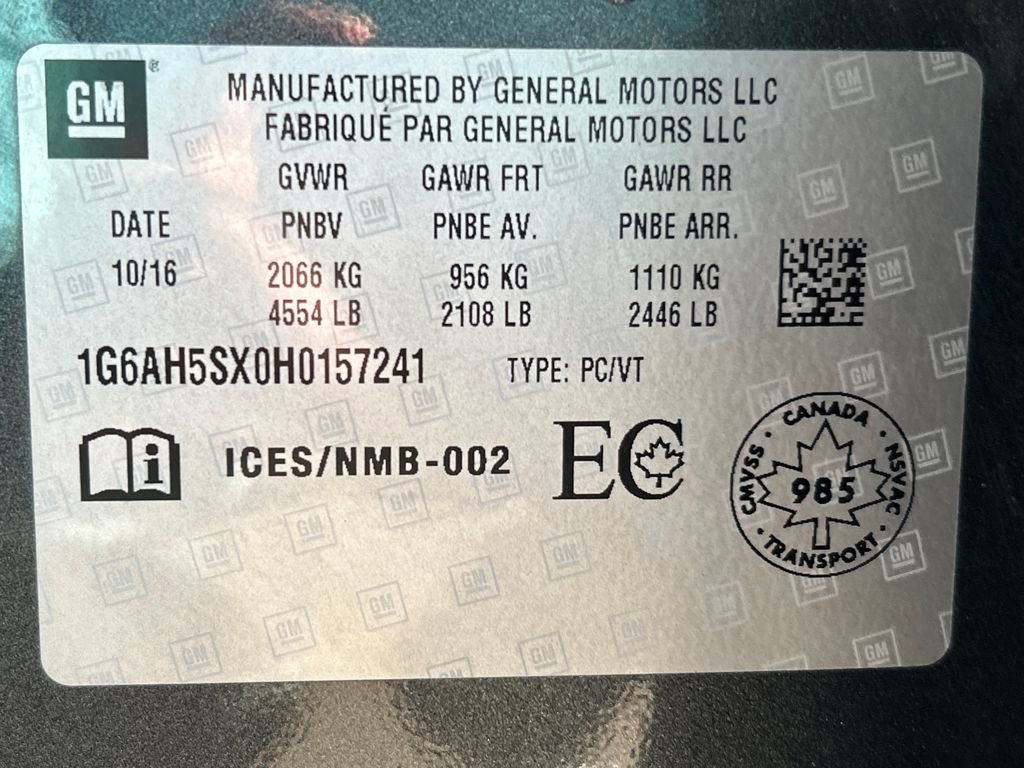 GM
MANUFACTURED BY GENERAL MOTORS LLC
FABRIQUÉ PAR GENERAL MOTORS LLC
GVWR GAWR FRT GAWR RR
DATE PNBV PNBE AV. PNBE ARR.
10/16 2066 KG 956 KG 1110 KG
4554 LB 2108 LB 2446 LB
1G6AH5SX0H0157241 TYPE: PC/VT
i ICES/NMB-002 EC
CANADA
CMVSS 985 NSVAC
TRANSPORT